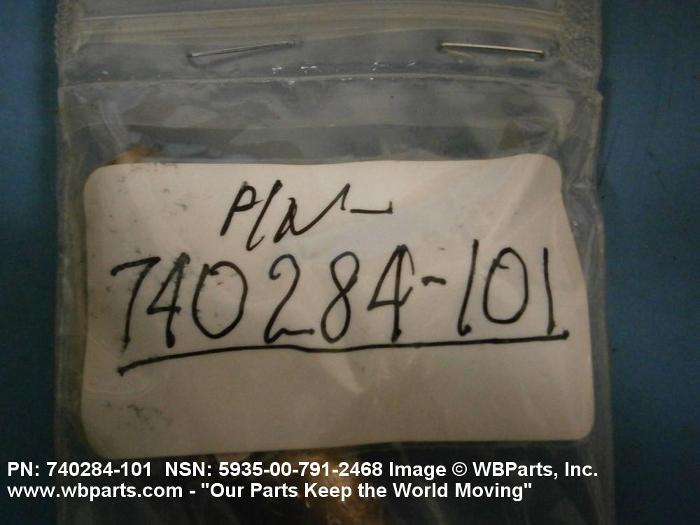 P/N-
740284-101
PN: 740284-101 NSN: 5935-00-791-2468 Image © WBParts, Inc.
www.wbparts.com - "Our Parts Keep the World Moving"